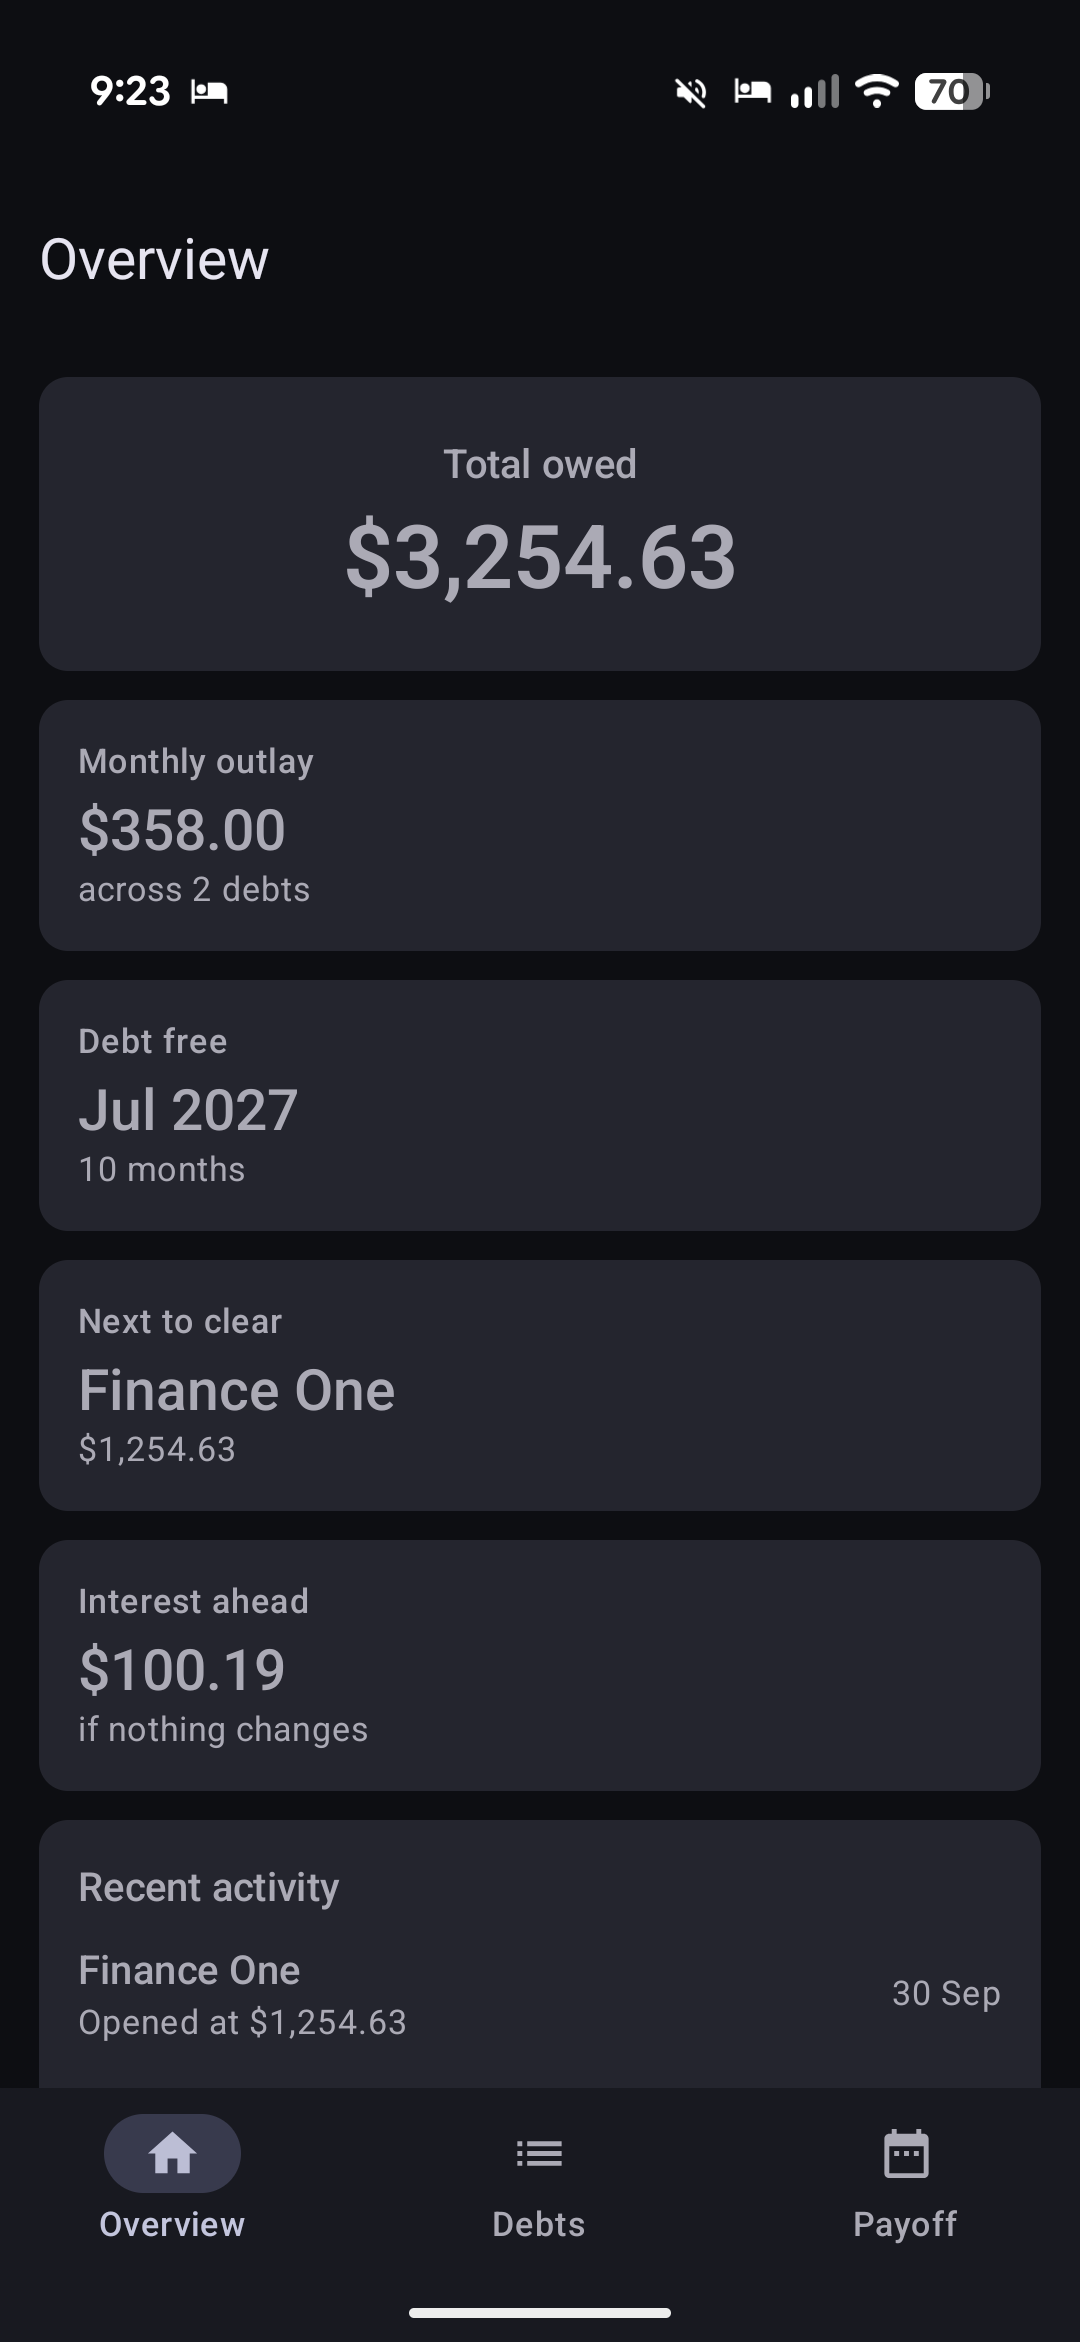 9:23
70
Overview
Total owed
$3,254.63
Monthly outlay
$358.00
across 2 debts
Debt free
Jul 2027
10 months
Next to clear
Finance One
$1,254.63
Interest ahead
$100.19
if nothing changes
Recent activity
Finance One
30 Sep
Opened at $1,254.63
Overview
Debts
Payoff